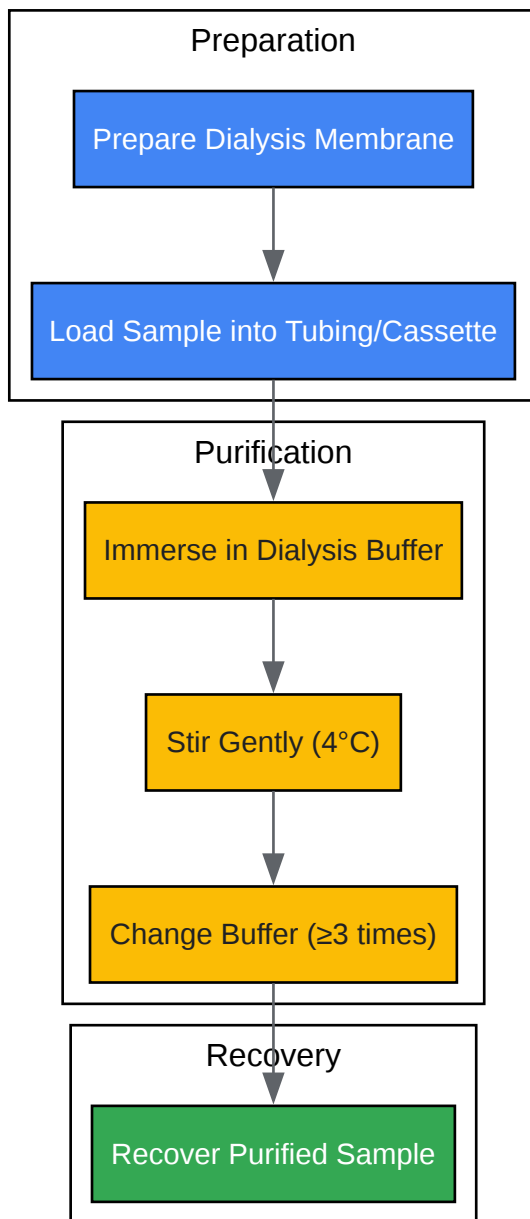 Preparation
Prepare Dialysis Membrane
Load Sample into Tubing/Cassette
Purification
Immerse in Dialysis Buffer
Stir Gently (4°C)
Change Buffer (≥3 times)
Recovery
Recover Purified Sample